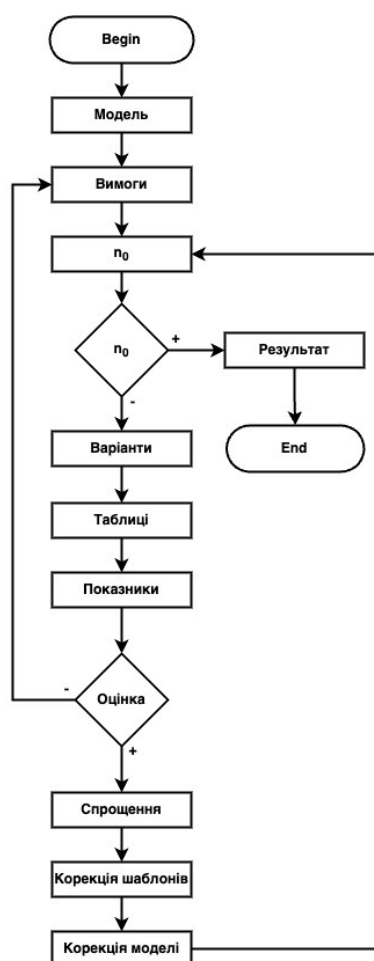 Begin
Модель
Вимоги
n₀
n₀
+
Результат
-
End
Варіанти
Таблиці
Показники
-
Оцінка
+
Спрощення
Корекція шаблонів
Корекція моделі